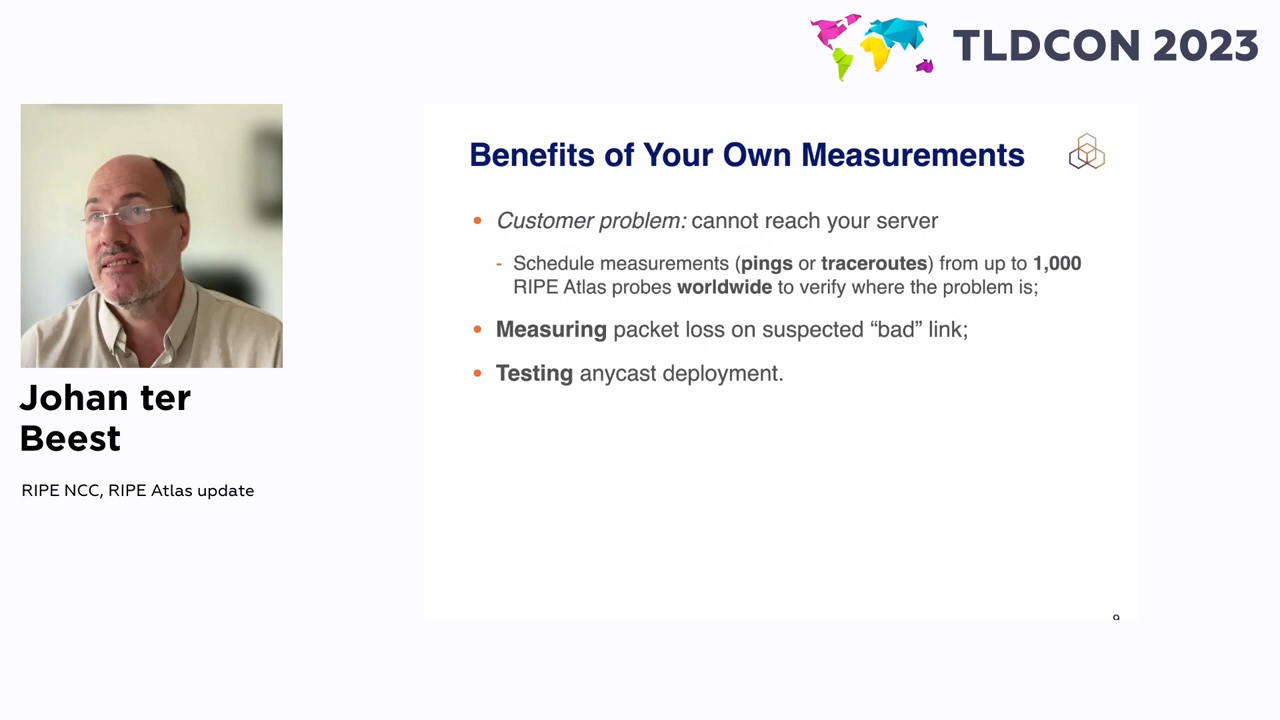 TLDCON 2023
Benefits of Your Own Measurements
• Customer problem: cannot reach your server
- Schedule measurements (pings or traceroutes) from up to 1,000
RIPE Atlas probes worldwide to verify where the problem is;
• Measuring packet loss on suspected “bad” link;
• Testing anycast deployment.
Johan ter
Beest
RIPE NCC, RIPE Atlas update
9